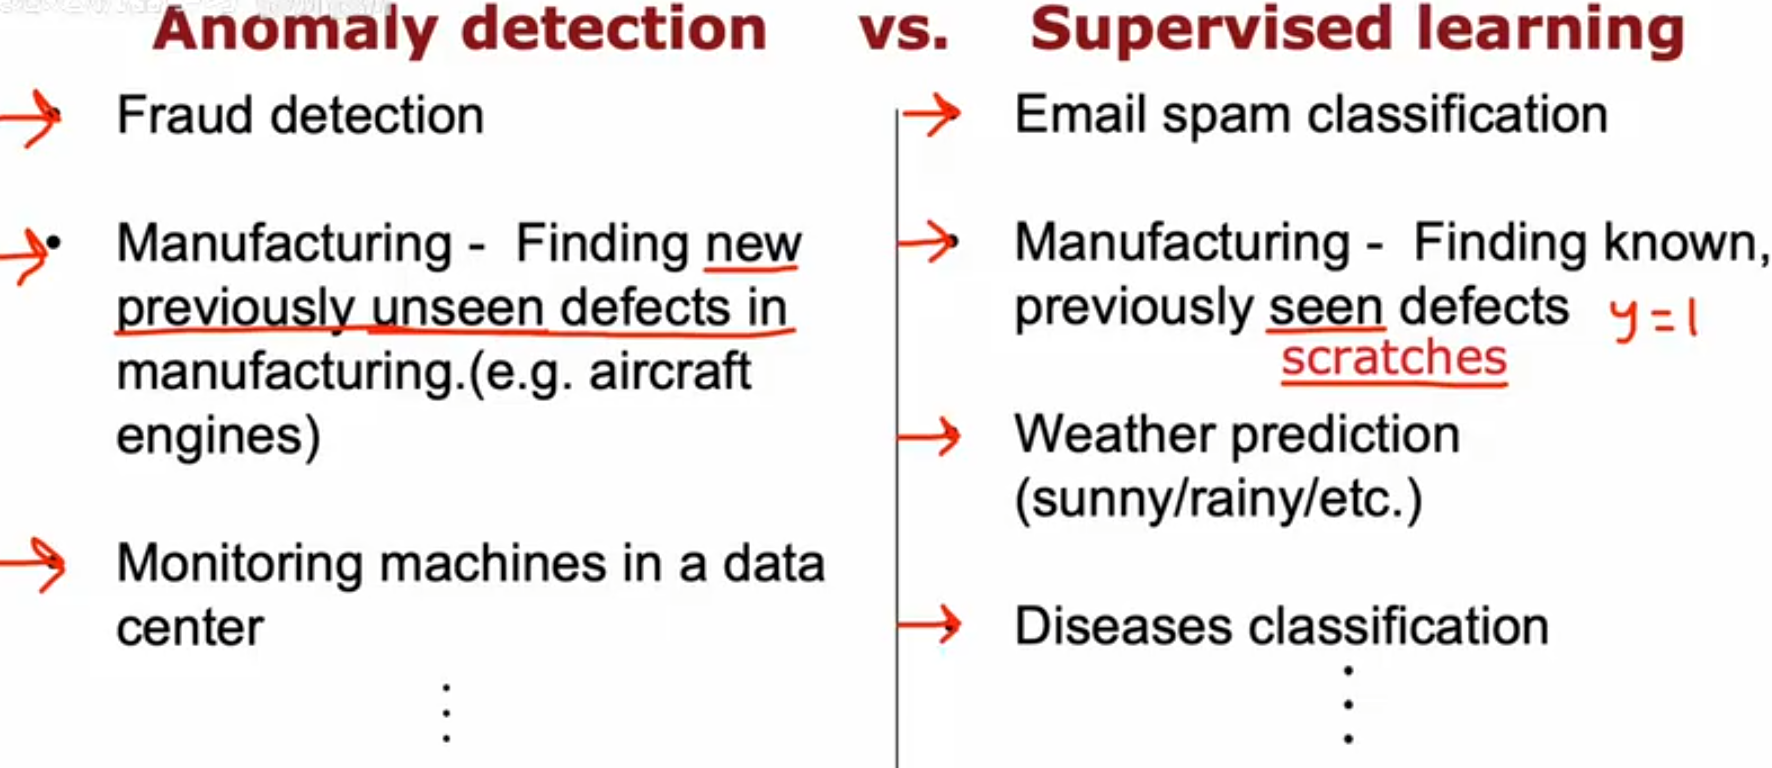 Anomaly detection vs. Supervised learning
Fraud detection
Manufacturing - Finding new
previously unseen defects in
manufacturing.(e.g. aircraft
engines)
Monitoring machines in a data
center
Email spam classification
Manufacturing - Finding known,
previously seen defects y=1
scratches
Weather prediction
(sunny/rainy/etc.)
Diseases classification